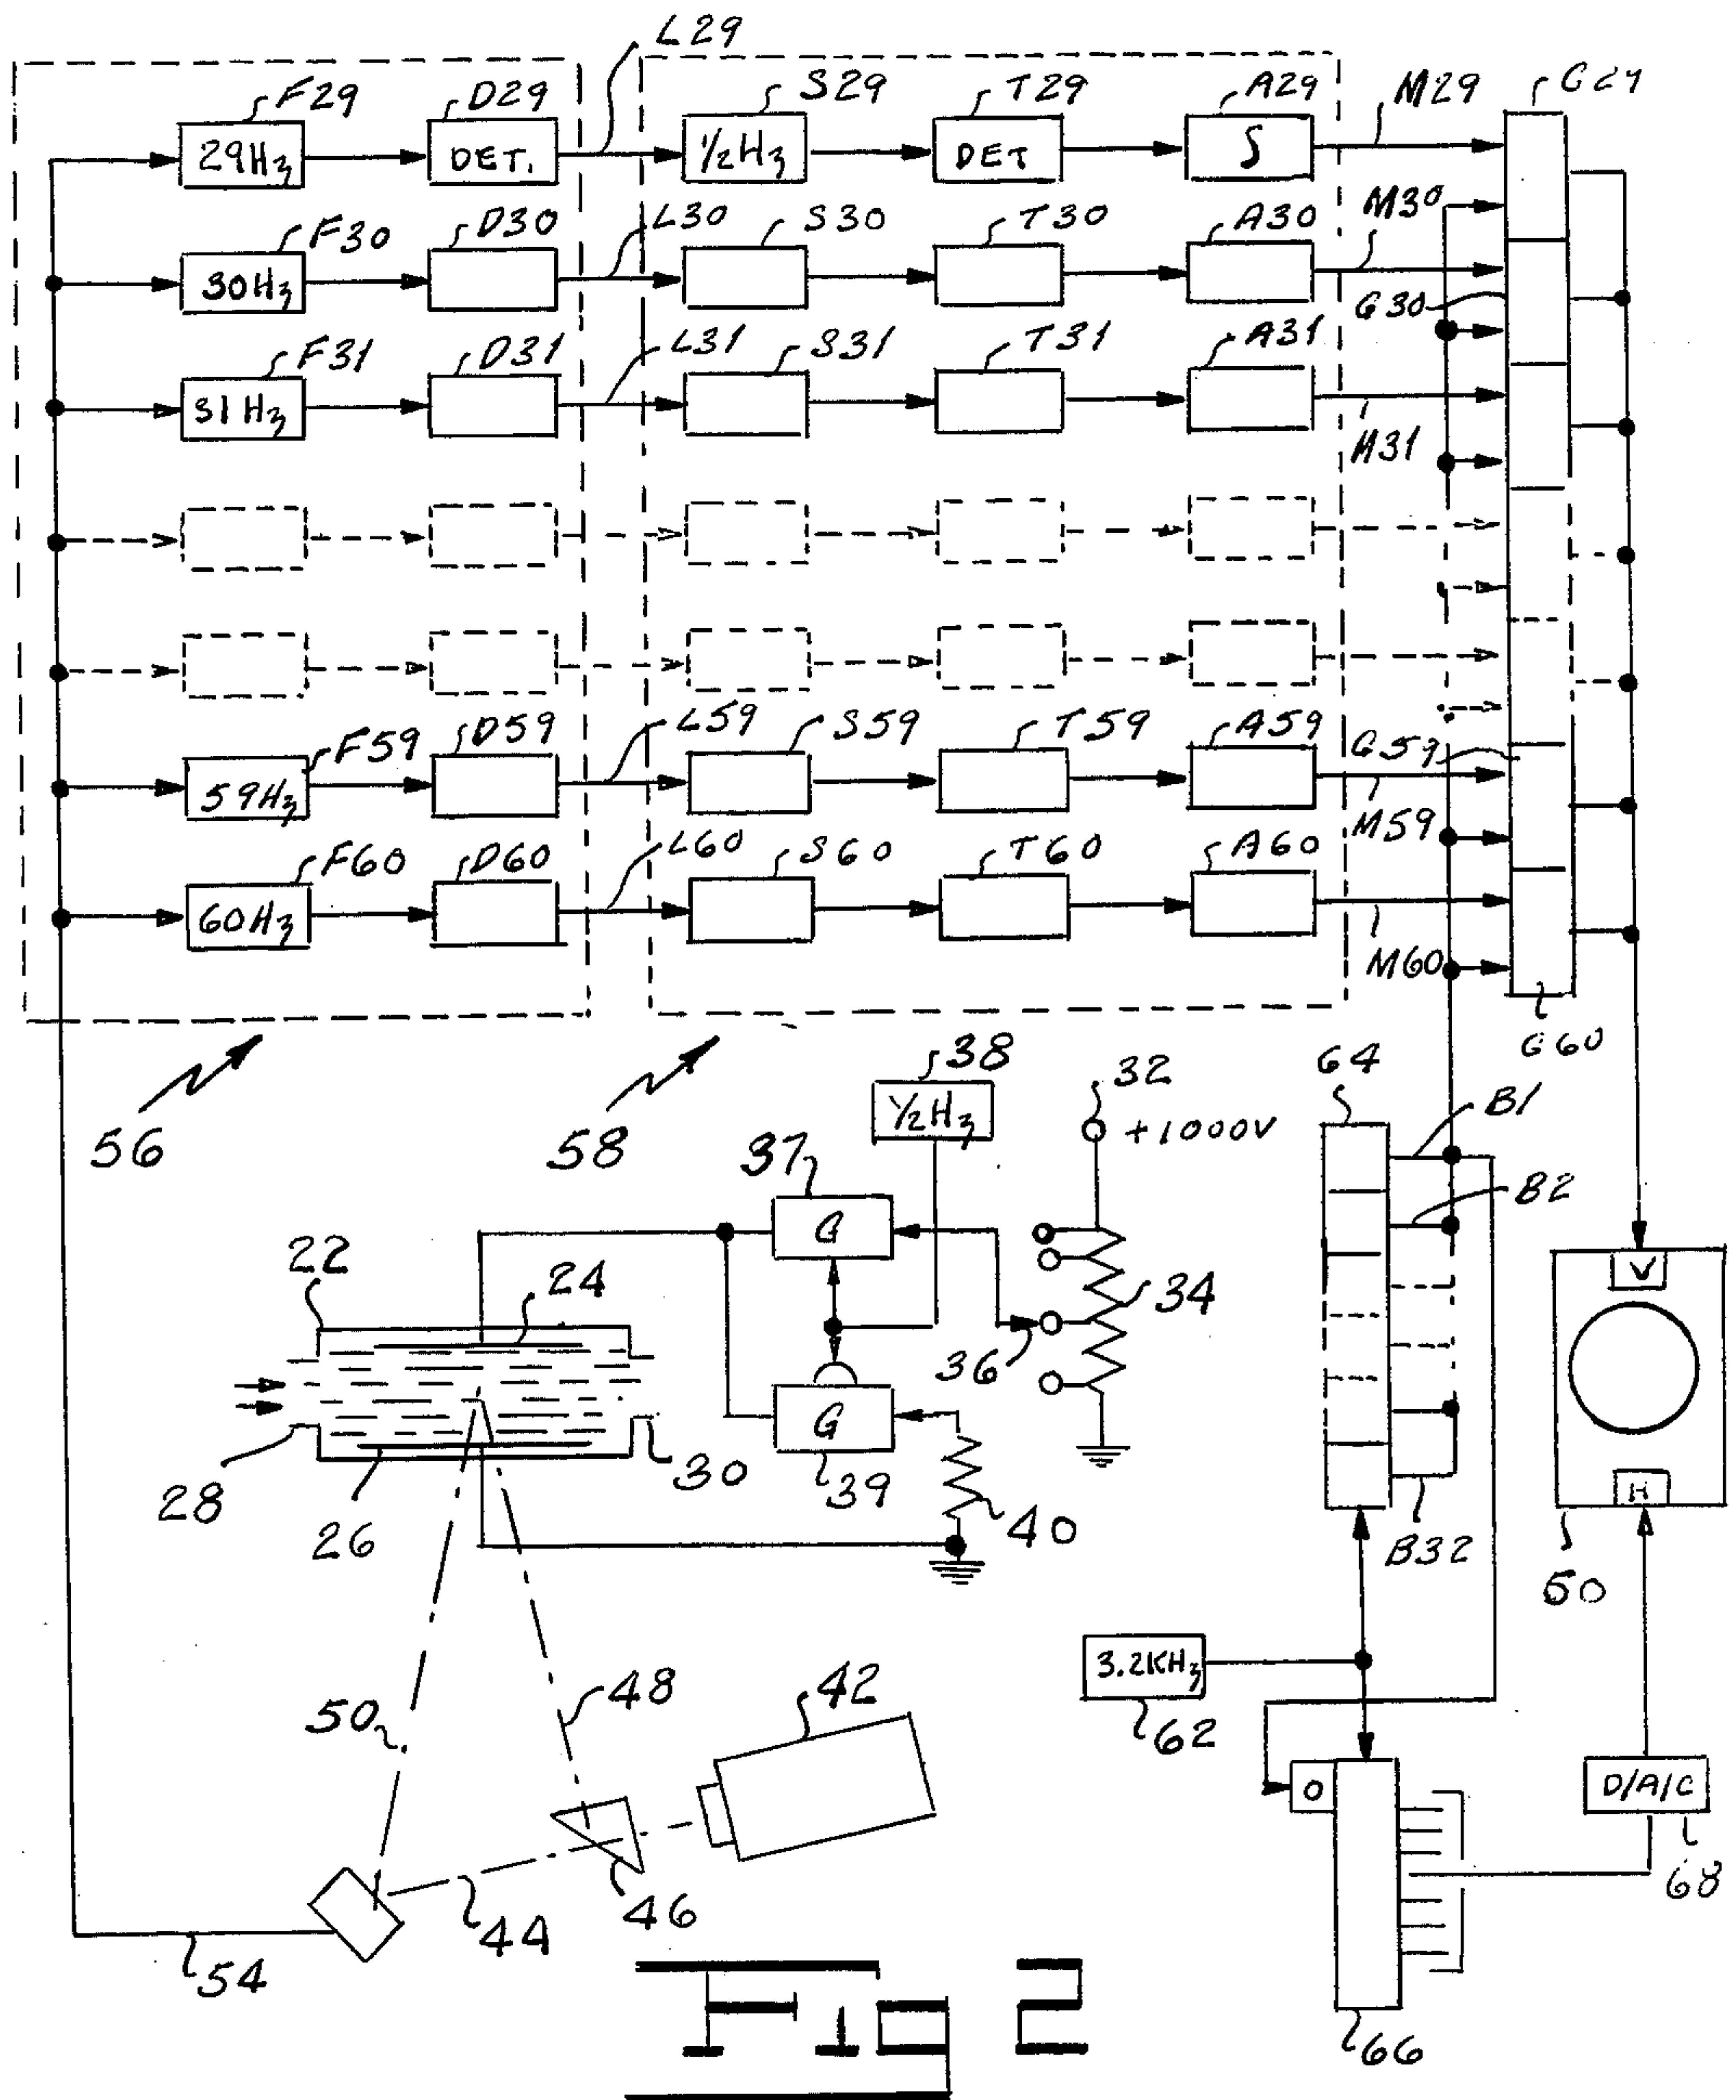 L29
F29 D29 S29 T29 A29 M29
29Hz DET. ½Hz DET ∫
F30 D30 L30 S30 T30 A30 M30
30Hz G30
F31 D31 L31 S31 T31 A31
31Hz M31
F59 D59 L59 S59 T59 A59 G59
59Hz M59
F60 D60 L60 S60 T60 A60
60Hz M60
G60
56 58 38 32 64
½Hz +1000V B1
37 B2
G
22 24 34 V
36
G
28 26 30 39 40 B32 H
50
3.2KHz
50 48 42 62
O D/A/C
46 68
54 44
66
FIG 2